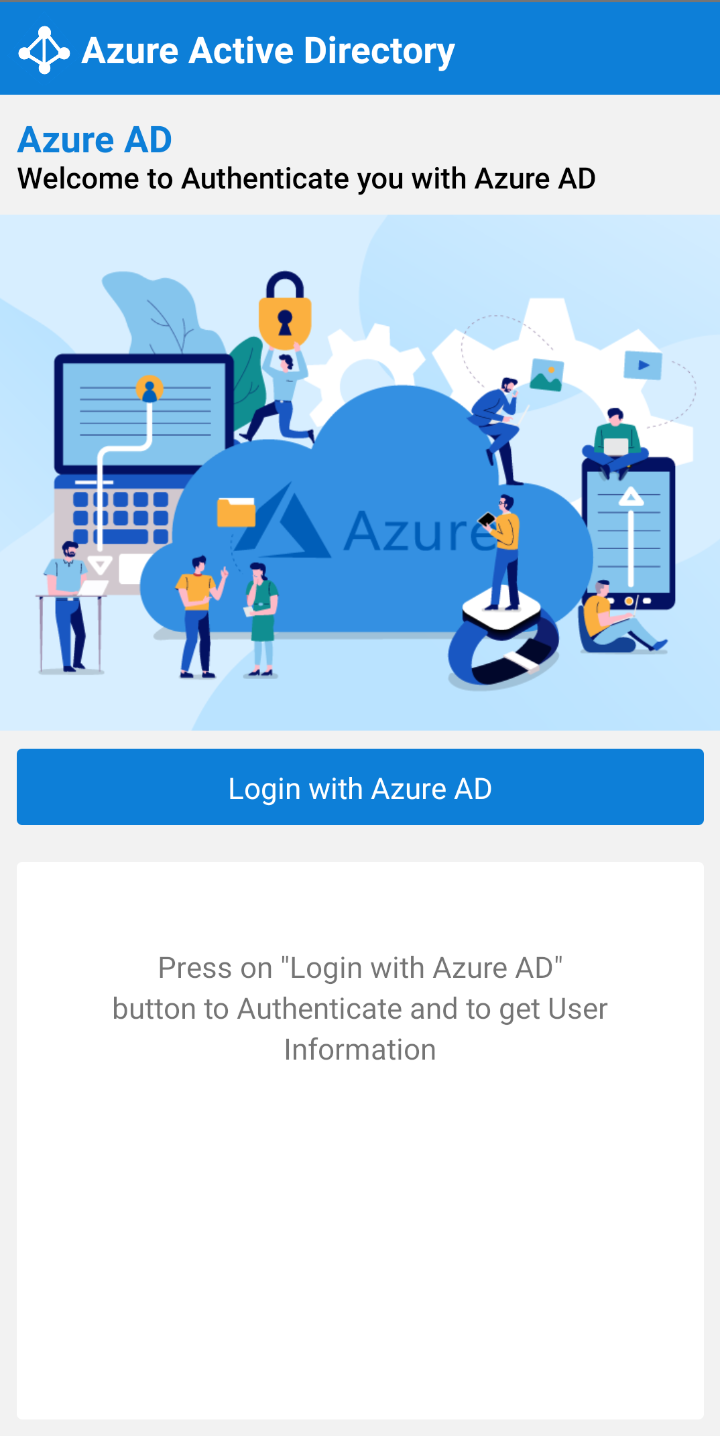 Azure Active Directory
Azure AD
Welcome to Authenticate you with Azure AD
Azure
Login with Azure AD
Press on "Login with Azure AD"
button to Authenticate and to get User
Information